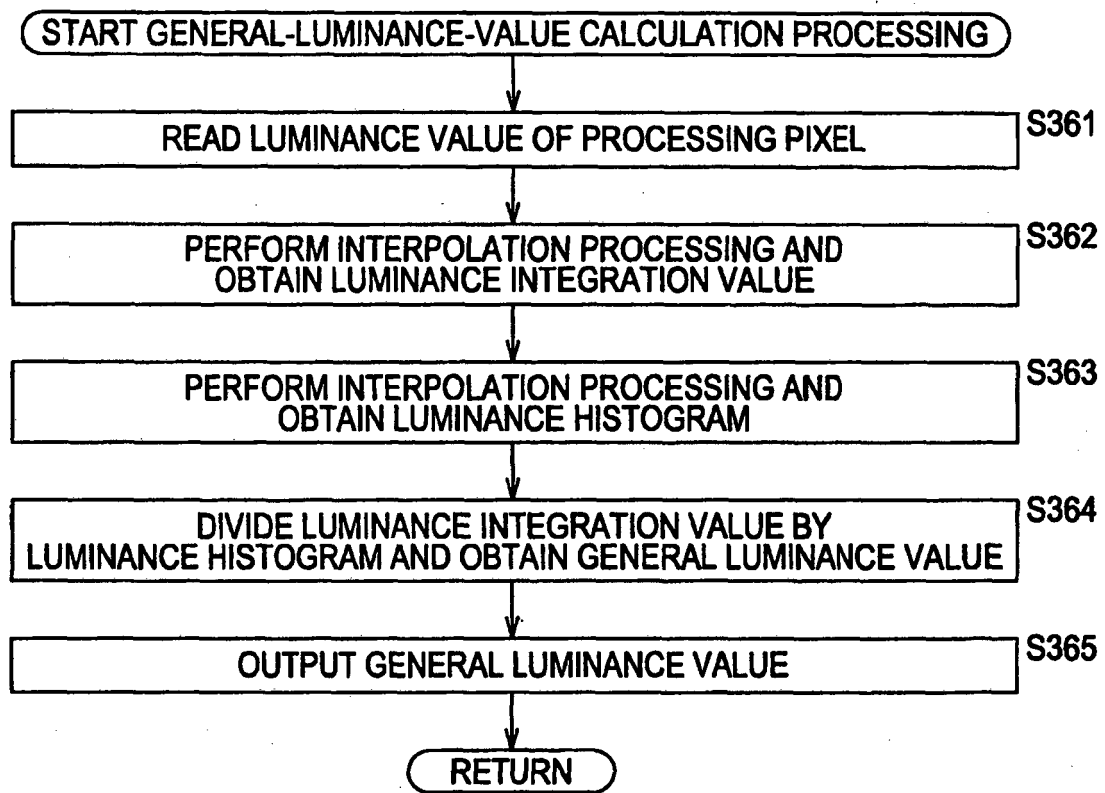 START GENERAL-LUMINANCE-VALUE CALCULATION PROCESSING
READ LUMINANCE VALUE OF PROCESSING PIXEL
S361
PERFORM INTERPOLATION PROCESSING AND
OBTAIN LUMINANCE INTEGRATION VALUE
S362
PERFORM INTERPOLATION PROCESSING AND
OBTAIN LUMINANCE HISTOGRAM
S363
DIVIDE LUMINANCE INTEGRATION VALUE BY
LUMINANCE HISTOGRAM AND OBTAIN GENERAL LUMINANCE VALUE
S364
OUTPUT GENERAL LUMINANCE VALUE
S365
RETURN